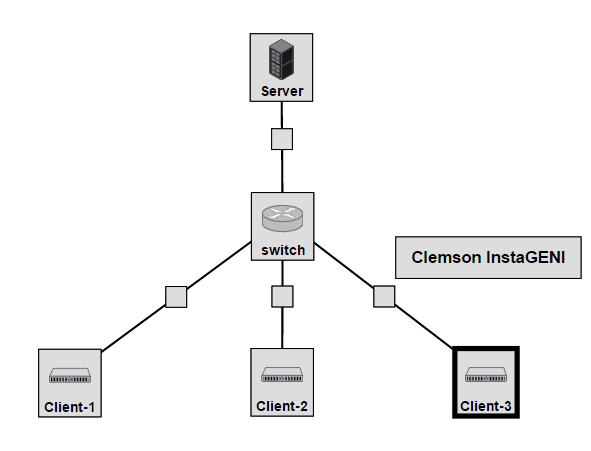 Server
switch
Clemson InstaGENI
Client-1
Client-2
Client-3